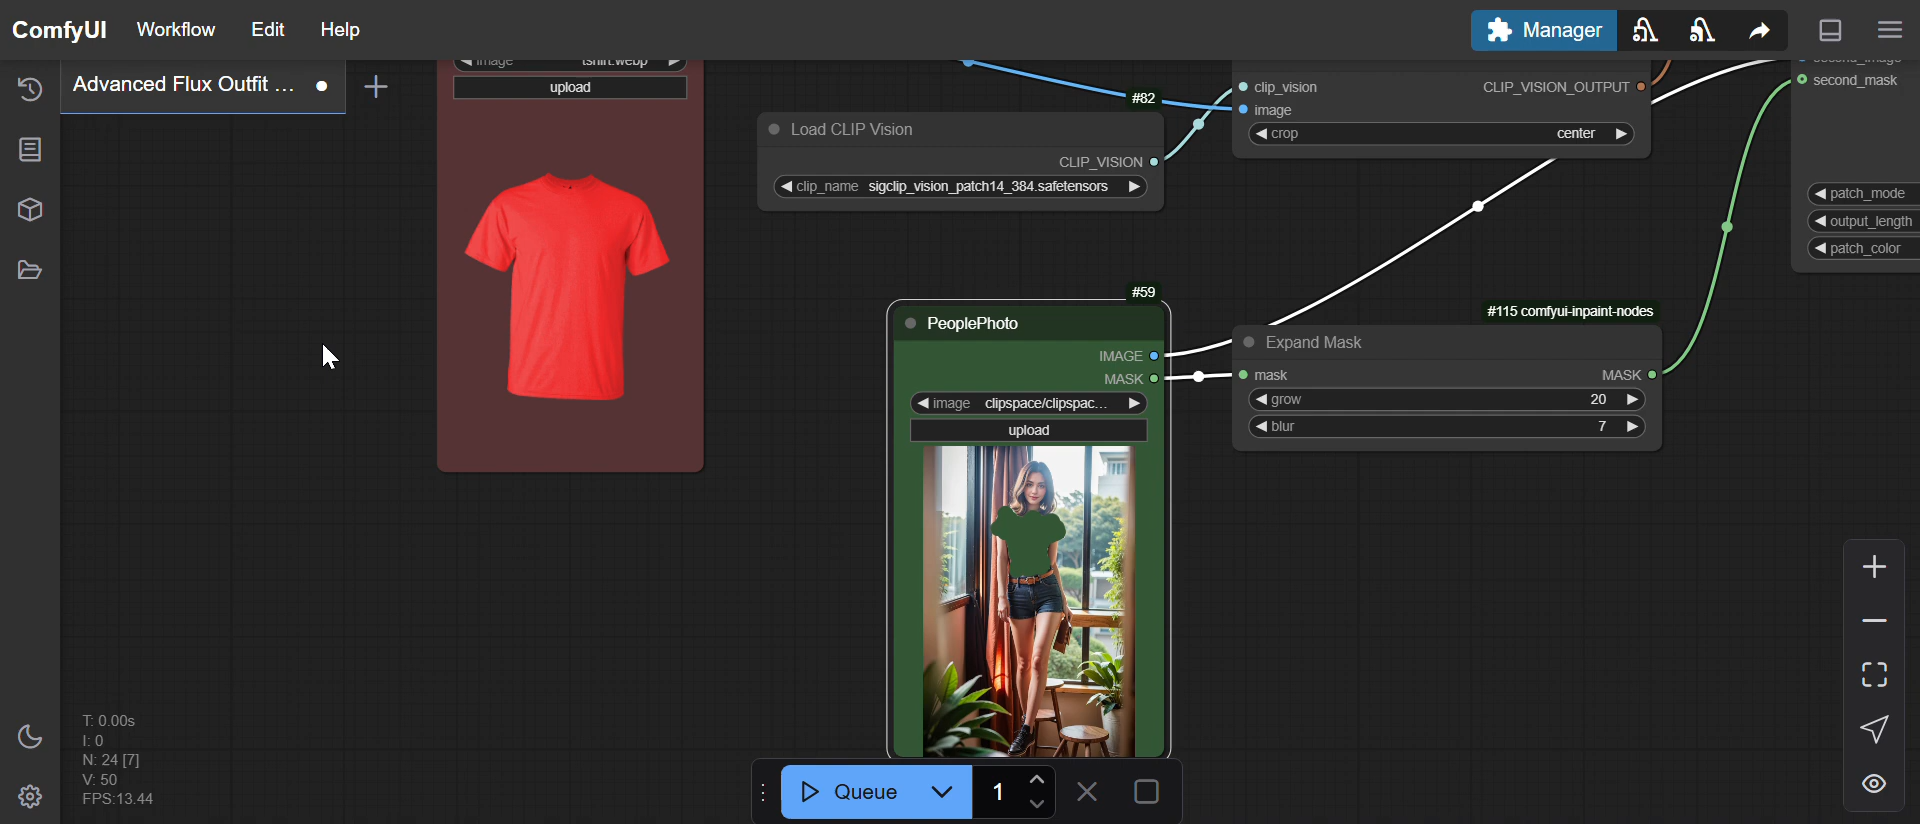 ComfyUI Workflow Edit Help Manager
Advanced Flux Outfit ...
image tshirt.webp
upload
#82
Load CLIP Vision
CLIP_VISION
clip_name sigclip_vision_patch14_384.safetensors
clip_vision CLIP_VISION_OUTPUT
image
crop center
second_image
second_mask
patch_mode
output_length
patch_color
#59
PeoplePhoto
IMAGE
MASK
image clipspace/clipspac...
upload
#115 comfyui-inpaint-nodes
Expand Mask
mask MASK
grow 20
blur 7
T: 0.00s
I: 0
N: 24 [7]
V: 50
FPS:13.44
Queue 1